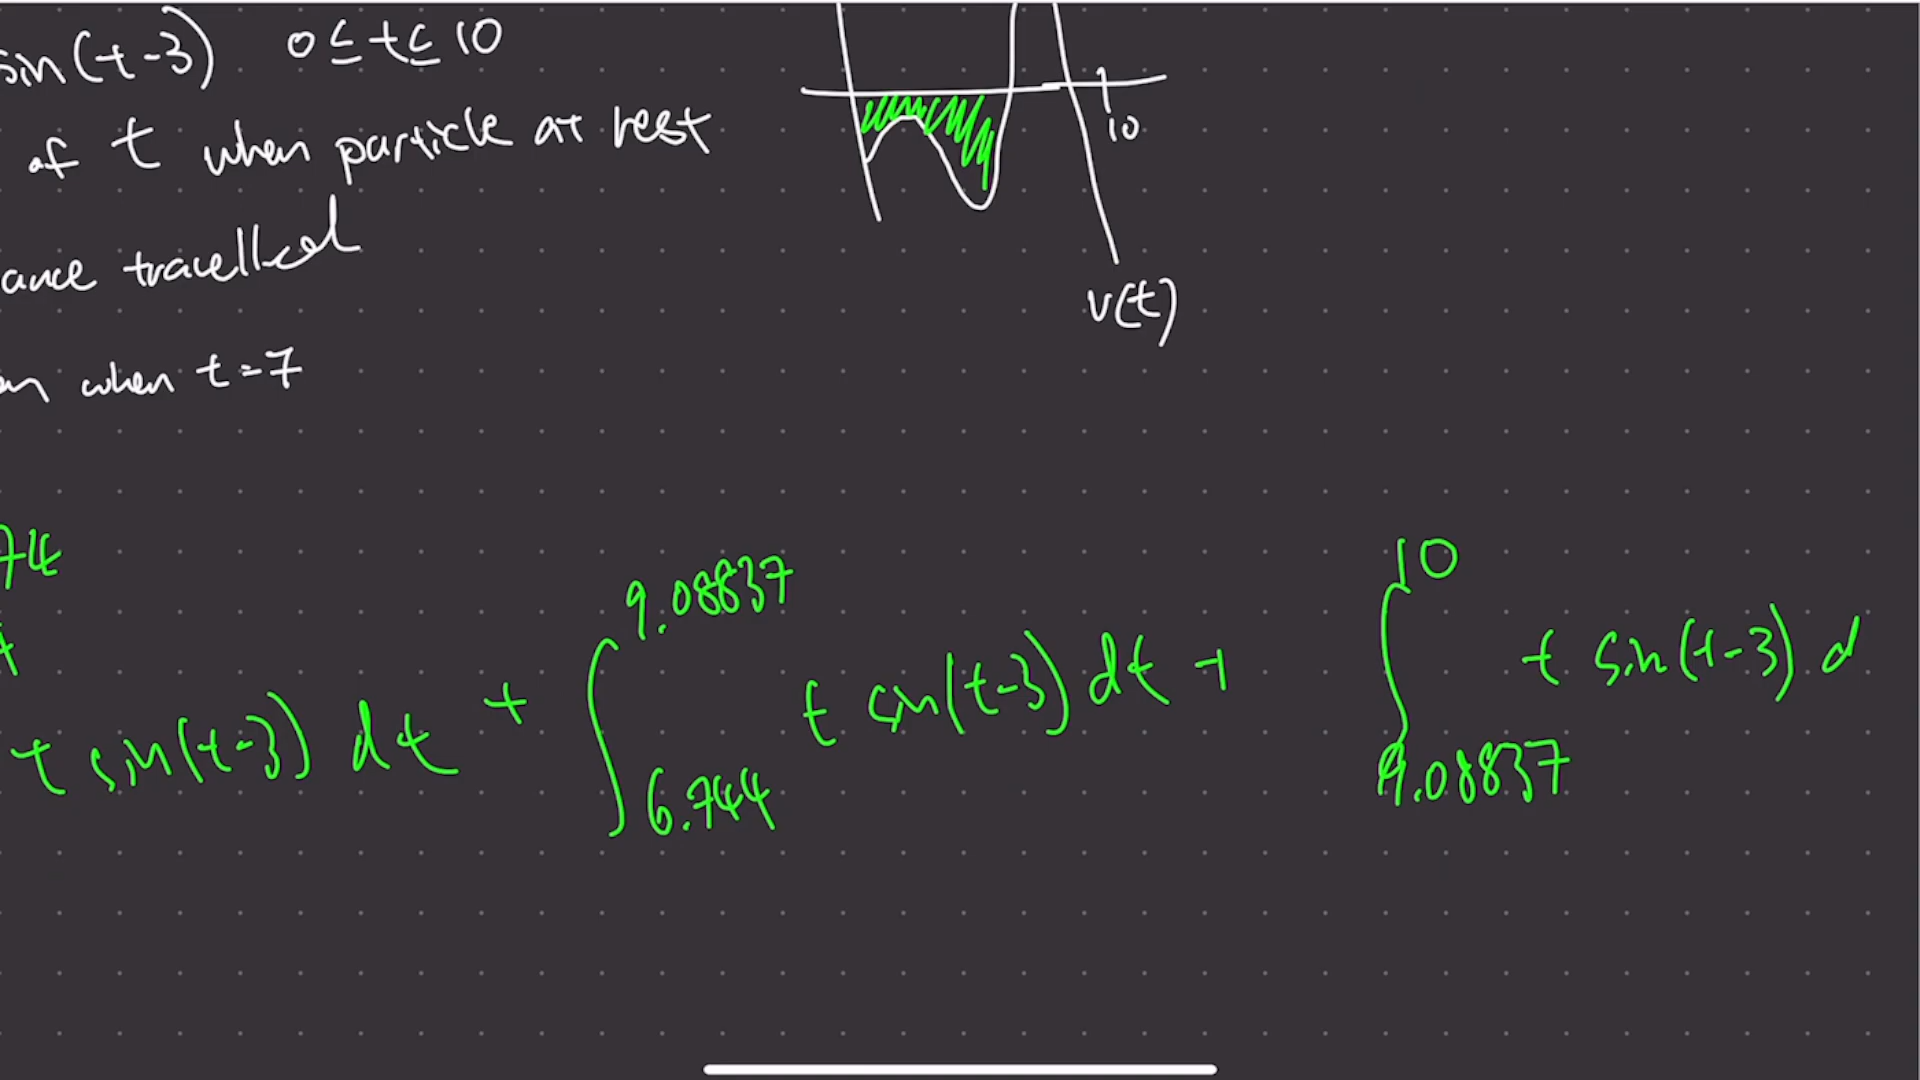 sin(t-3) 0 ≤ t ≤ 10
of t when particle at rest
10
ance travelled
v(t)
when t=7
74
t sin(t-3) dt + ∫_{6.744}^{9.08837} t sin(t-3) dt + ∫_{9.08837}^{10} t sin(t-3) d